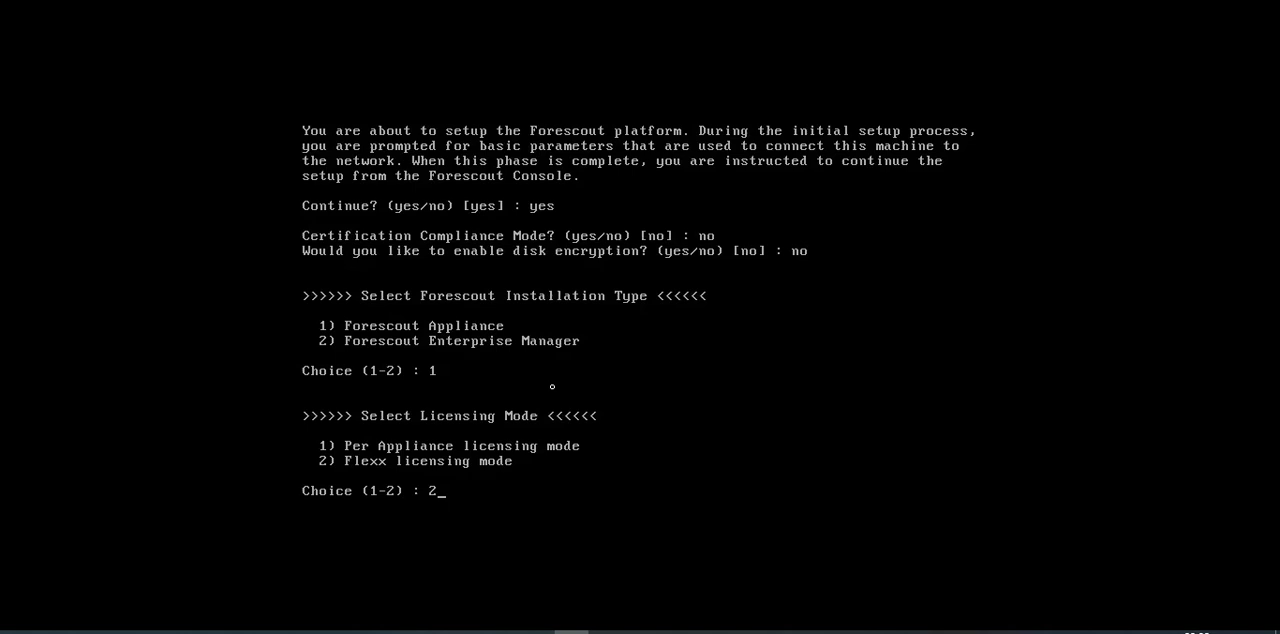 You are about to setup the Forescout platform. During the initial setup process,
you are prompted for basic parameters that are used to connect this machine to
the network. When this phase is complete, you are instructed to continue the
setup from the Forescout Console.
Continue? (yes/no) [yes] : yes
Certification Compliance Mode? (yes/no) [no] : no
Would you like to enable disk encryption? (yes/no) [no] : no
>>>>>> Select Forescout Installation Type <<<<<<
1) Forescout Appliance
2) Forescout Enterprise Manager
Choice (1-2) : 1
>>>>>> Select Licensing Mode <<<<<<
1) Per Appliance licensing mode
2) Flexx licensing mode
Choice (1-2) : 2_